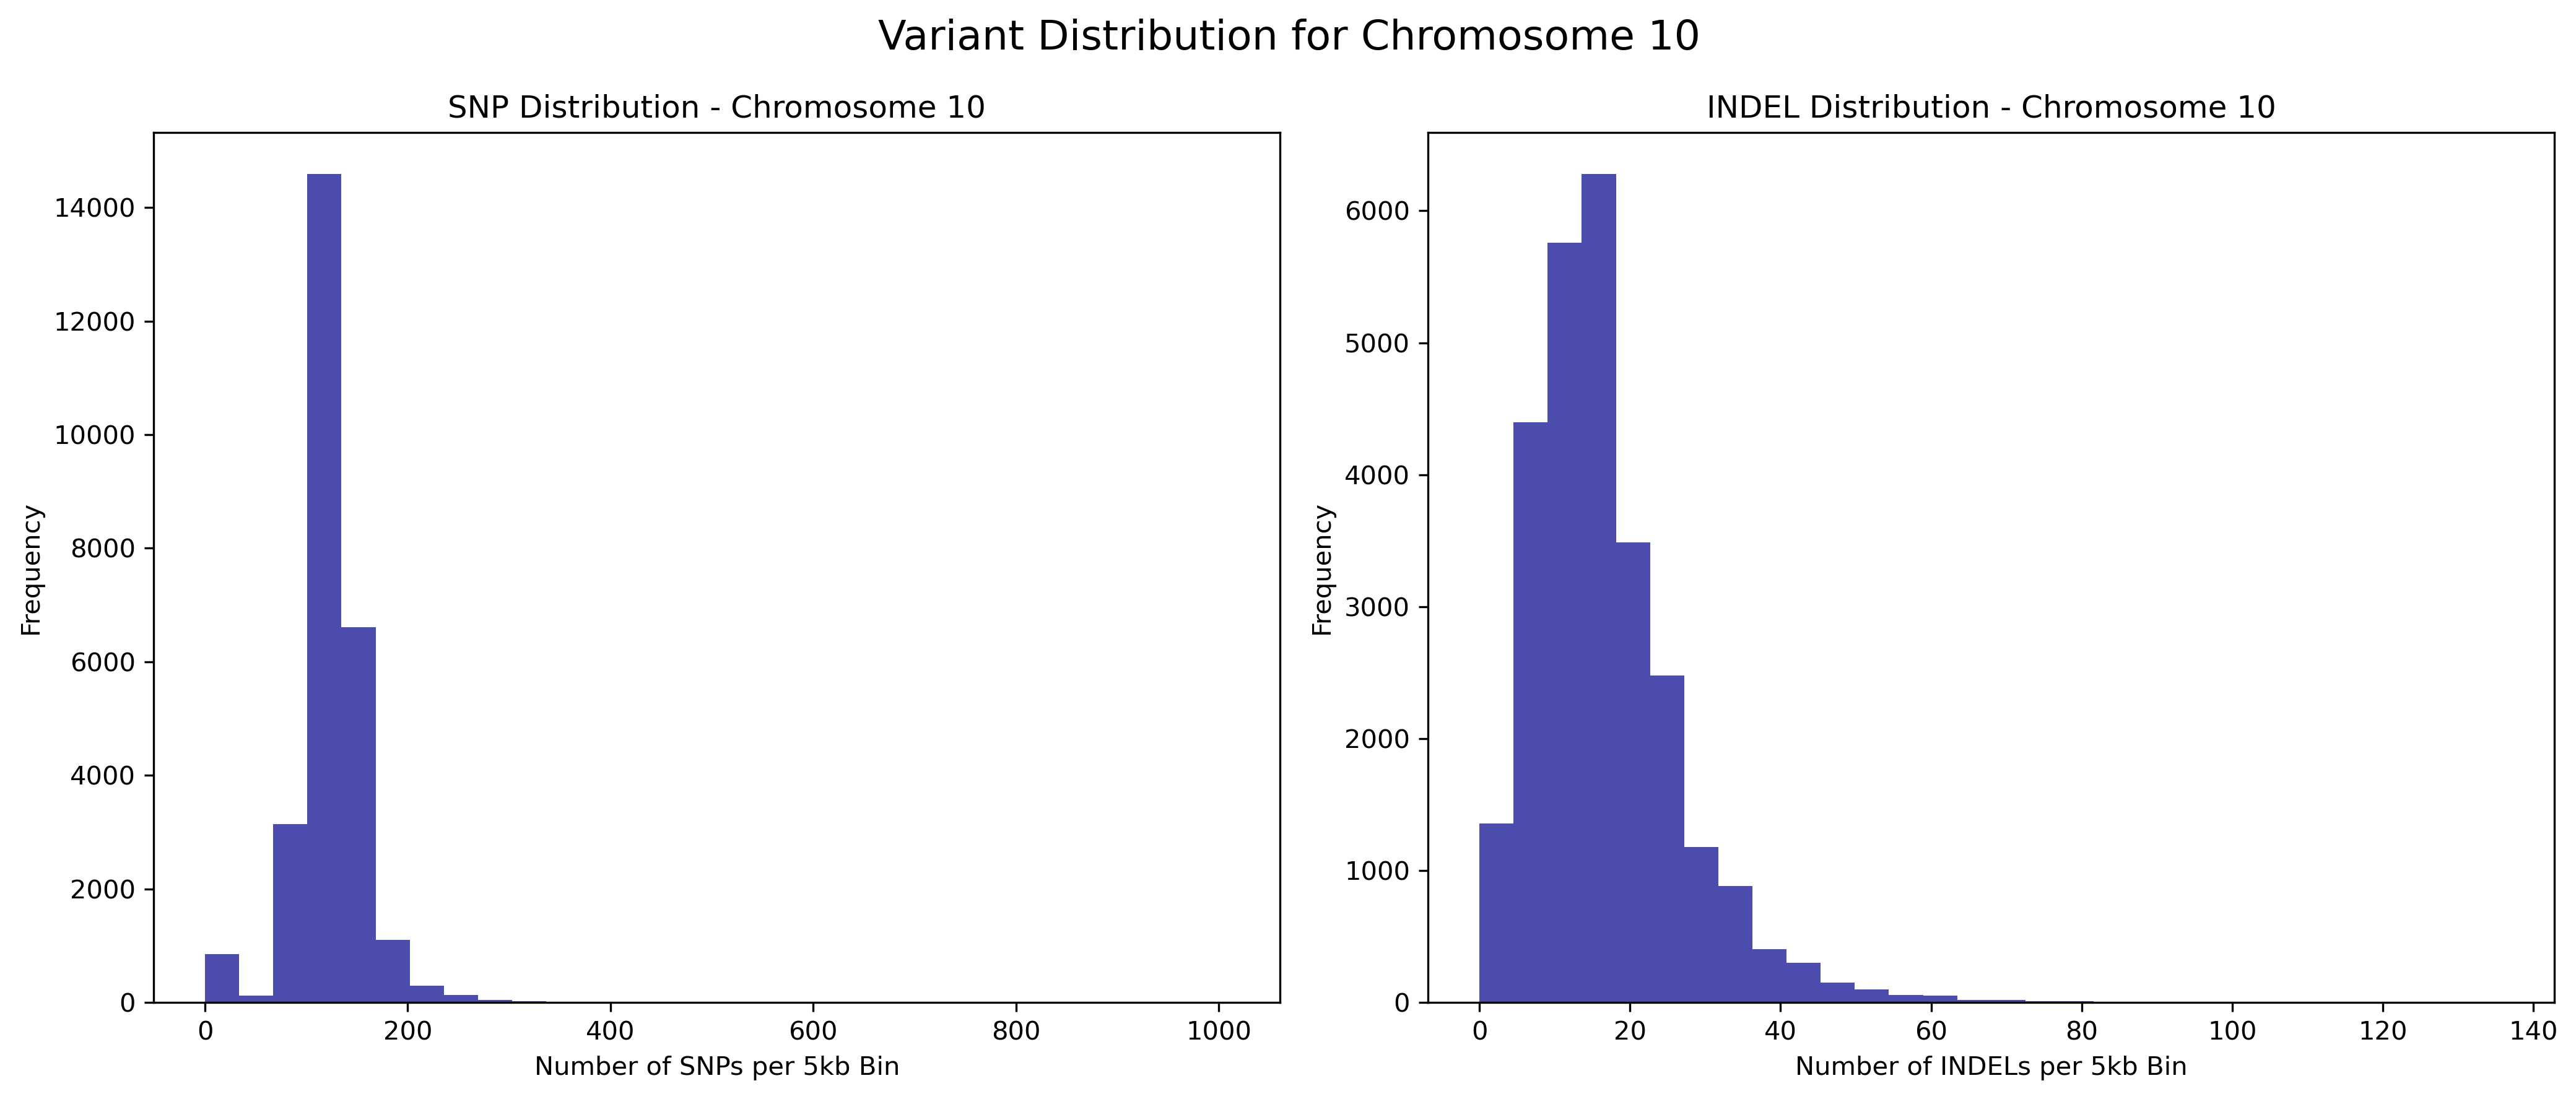 Variant Distribution for Chromosome 10
SNP Distribution - Chromosome 10
14000
12000
10000
8000
6000
4000
2000
0
Frequency
0 200 400 600 800 1000
Number of SNPs per 5kb Bin
INDEL Distribution - Chromosome 10
6000
5000
4000
3000
2000
1000
0
Frequency
0 20 40 60 80 100 120 140
Number of INDELs per 5kb Bin